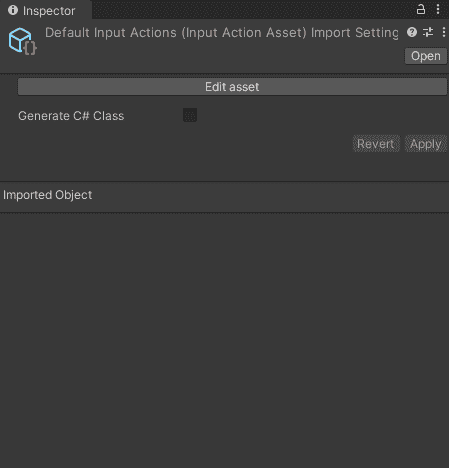 Inspector
Default Input Actions (Input Action Asset) Import Setting
Open
Edit asset
Generate C# Class
Revert Apply
Imported Object